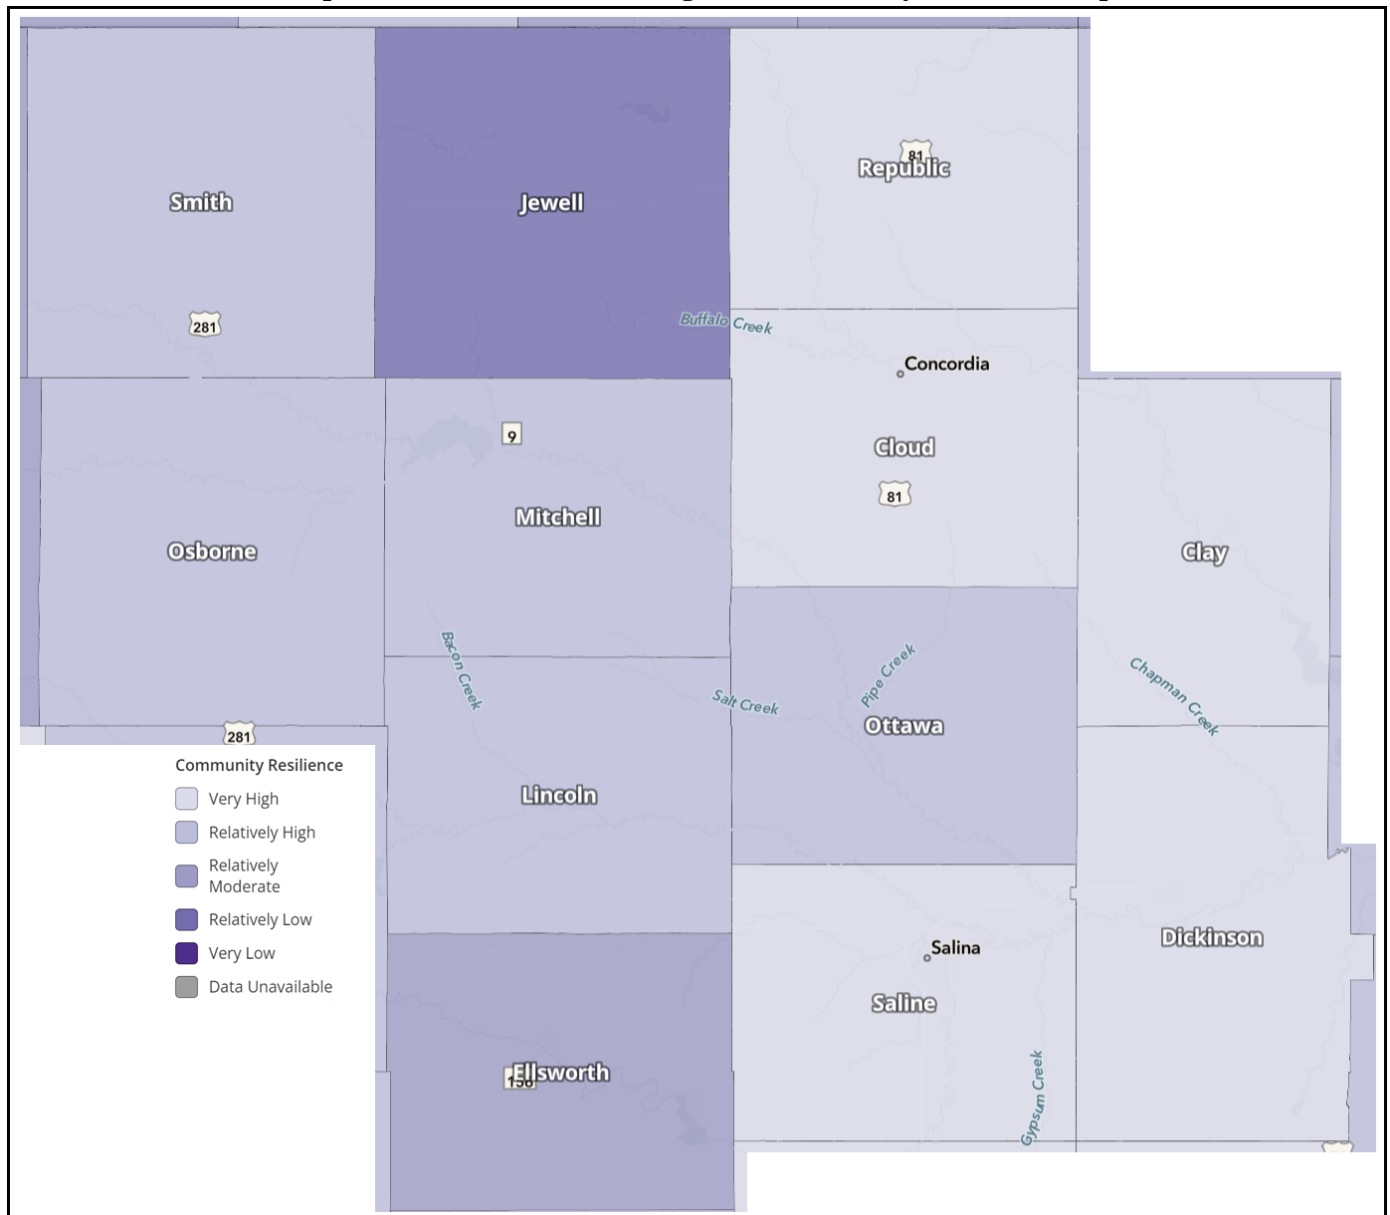 81
Republic
Smith
Jewell
281
Buffalo Creek
Concordia
9
Cloud
81
Mitchell
Osborne
Clay
Bacon Creek
Salt Creek
Pipe Creek
Chapman Creek
Ottawa
281
Community Resilience
Very High
Relatively High
Relatively
Moderate
Relatively Low
Very Low
Data Unavailable
Lincoln
Dickinson
Salina
Saline
Ellsworth
Gypsum Creek